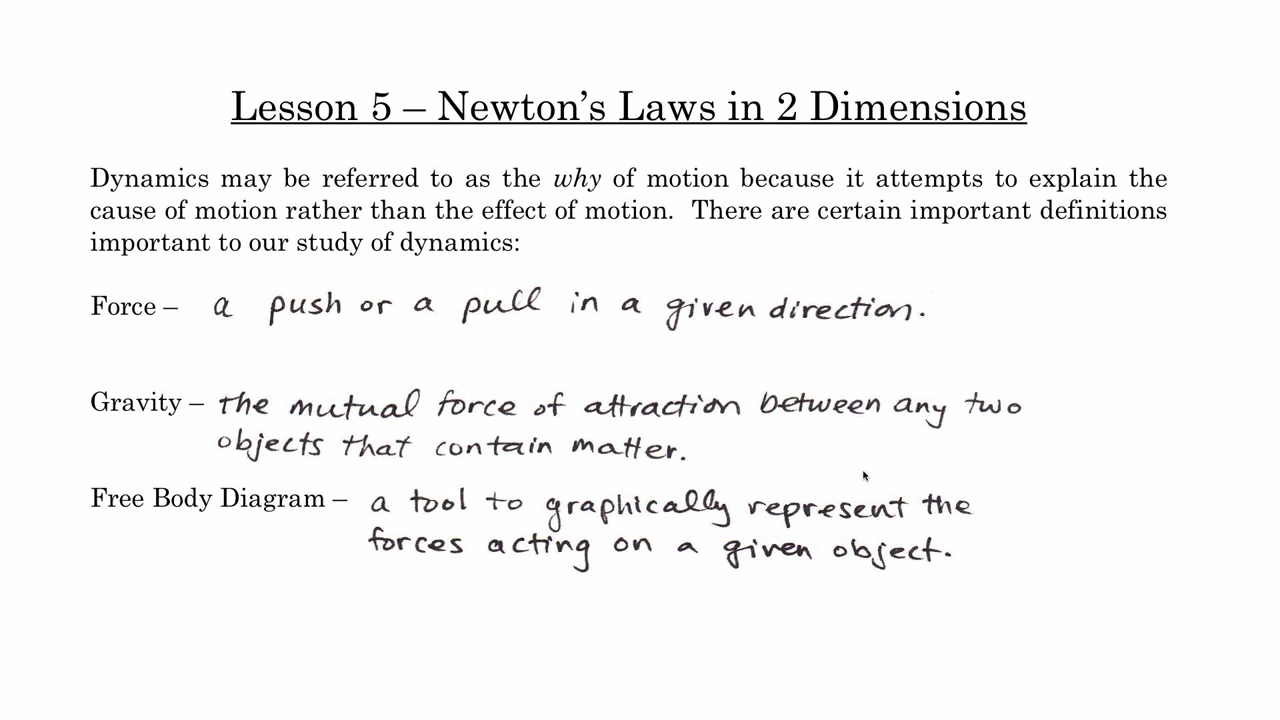 Lesson 5 – Newton's Laws in 2 Dimensions
Dynamics may be referred to as the why of motion because it attempts to explain the
cause of motion rather than the effect of motion.  There are certain important definitions
important to our study of dynamics:
Force – a push or a pull in a given direction.
Gravity – the mutual force of attraction between any two
objects that contain matter.
Free Body Diagram – a tool to graphically represent the
forces acting on a given object.